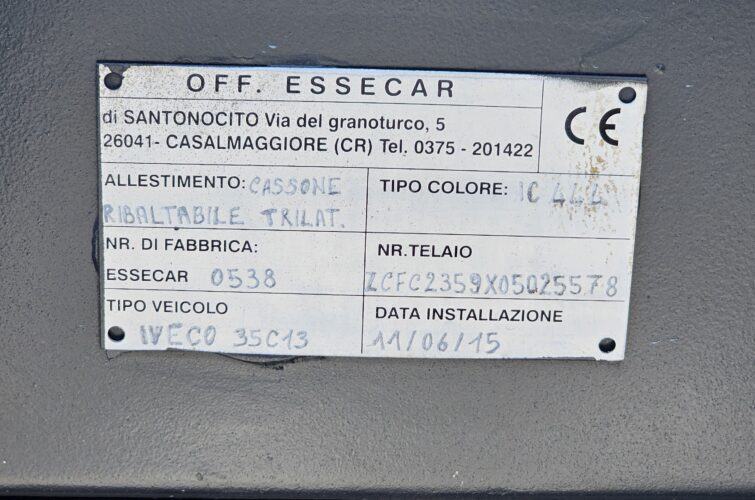 OFF. ESSECAR
di SANTONOCITO Via del granoturco, 5
26041- CASALMAGGIORE (CR) Tel. 0375 - 201422
CE
ALLESTIMENTO: CASSONE
RIBALTABILE TRILAT.
TIPO COLORE: IC 444
NR. DI FABBRICA:
ESSECAR 0538
NR.TELAIO
ZCFC2359X05025578
TIPO VEICOLO
IVECO 35C13
DATA INSTALLAZIONE
11/06/15